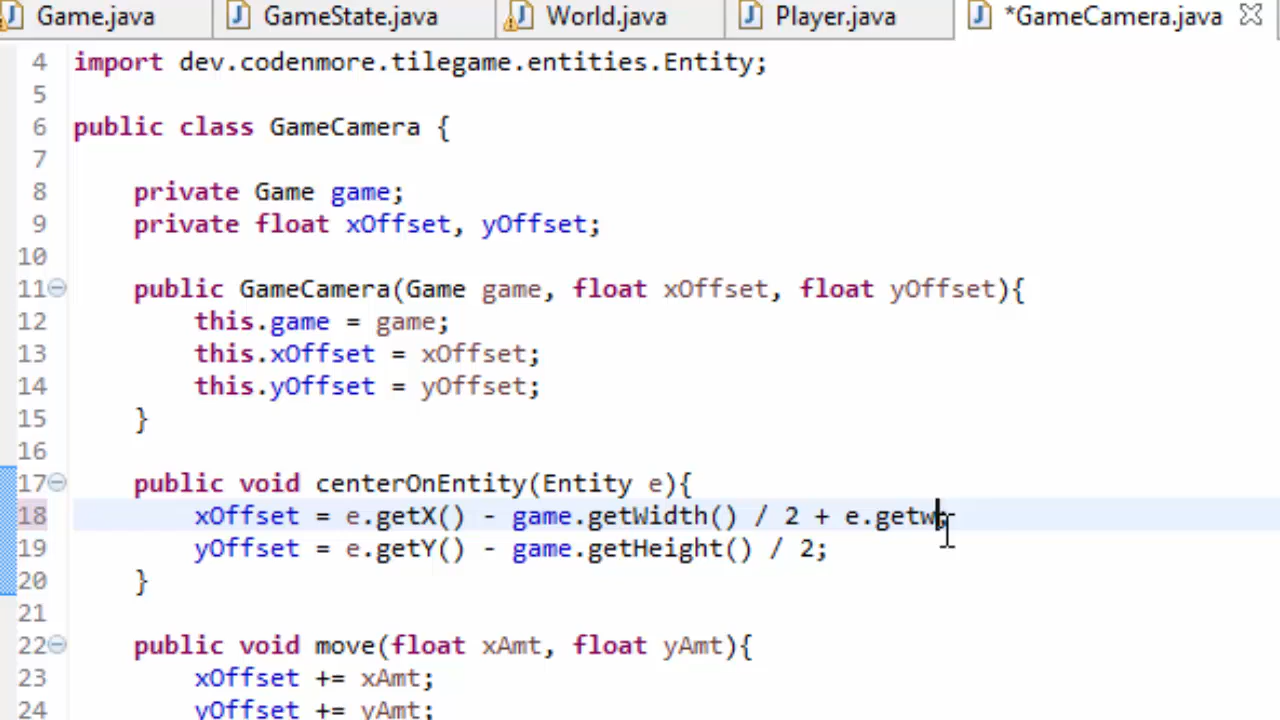 Game.java GameState.java World.java Player.java *GameCamera.java
4 import dev.codenmore.tilegame.entities.Entity;
5
6 public class GameCamera {
7
8 private Game game;
9 private float xOffset, yOffset;
10
11 public GameCamera(Game game, float xOffset, float yOffset){
12 this.game = game;
13 this.xOffset = xOffset;
14 this.yOffset = yOffset;
15 }
16
17 public void centerOnEntity(Entity e){
18 xOffset = e.getX() - game.getWidth() / 2 + e.getw;
19 yOffset = e.getY() - game.getHeight() / 2;
20 }
21
22 public void move(float xAmt, float yAmt){
23 xOffset += xAmt;
24 yOffset += yAmt;